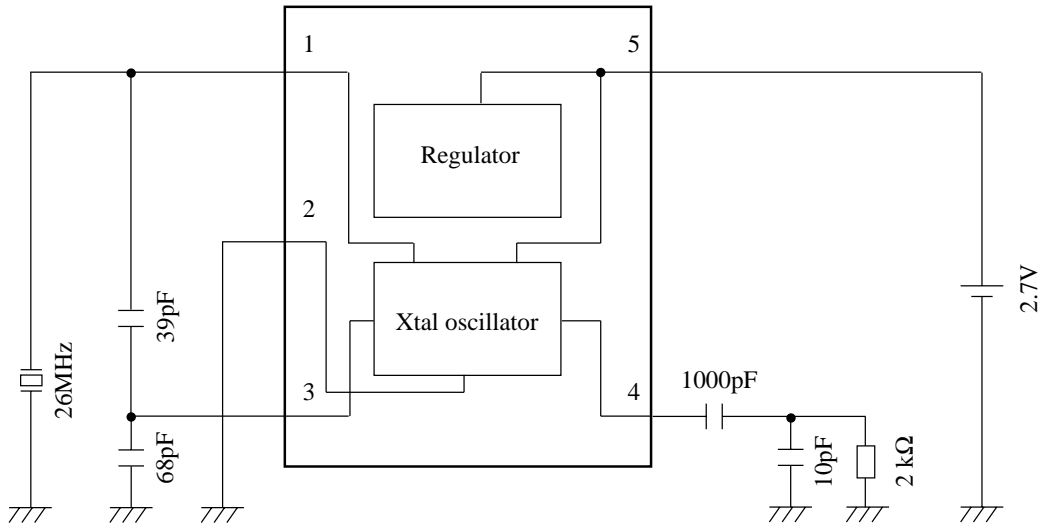 1
5
Regulator
2
39pF
Xtal oscillator
2.7V
26MHz
3
4
1000pF
68pF
10pF
2 kΩ